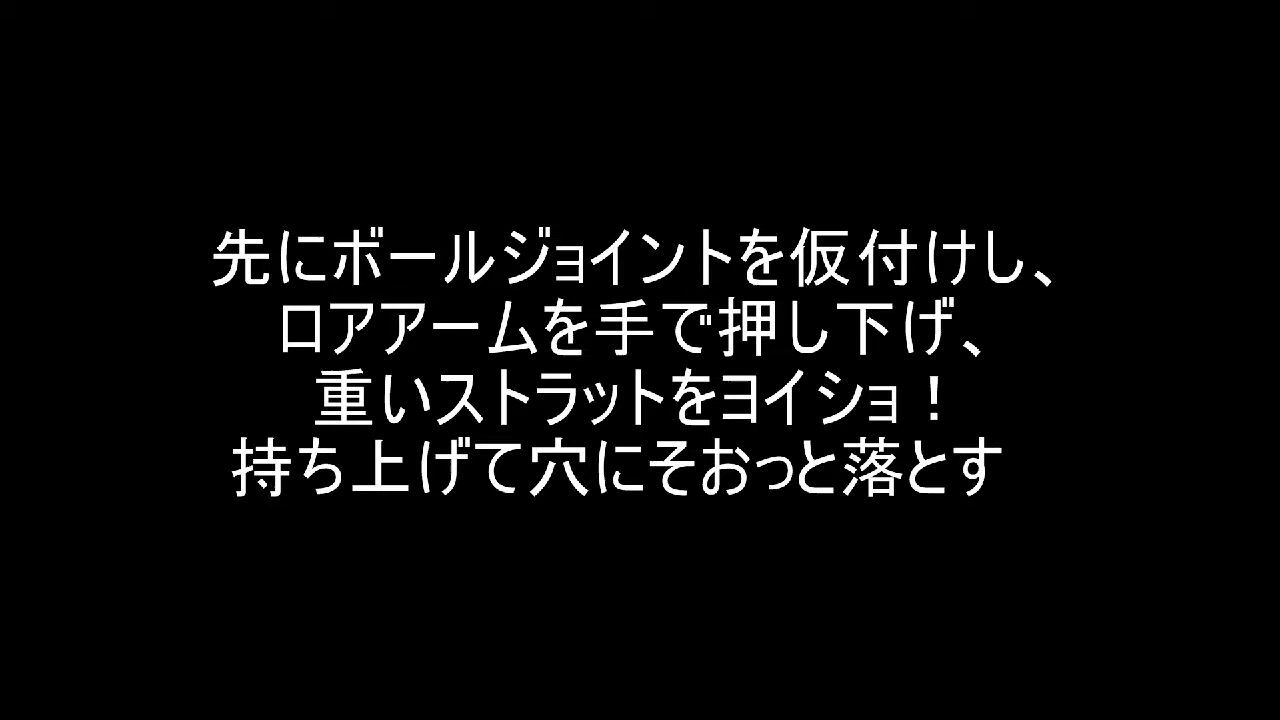 先にボールジョイントを仮付けし、
ロアアームを手で押し下げ、
重いストラットをヨイショ！
持ち上げて穴にそおっと落とす